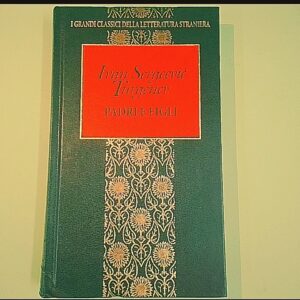 I GRANDI CLASSICI DELLA LETTERATURA STRANIERA
Ivan Sergeevič
Turgenev
PADRI E FIGLI